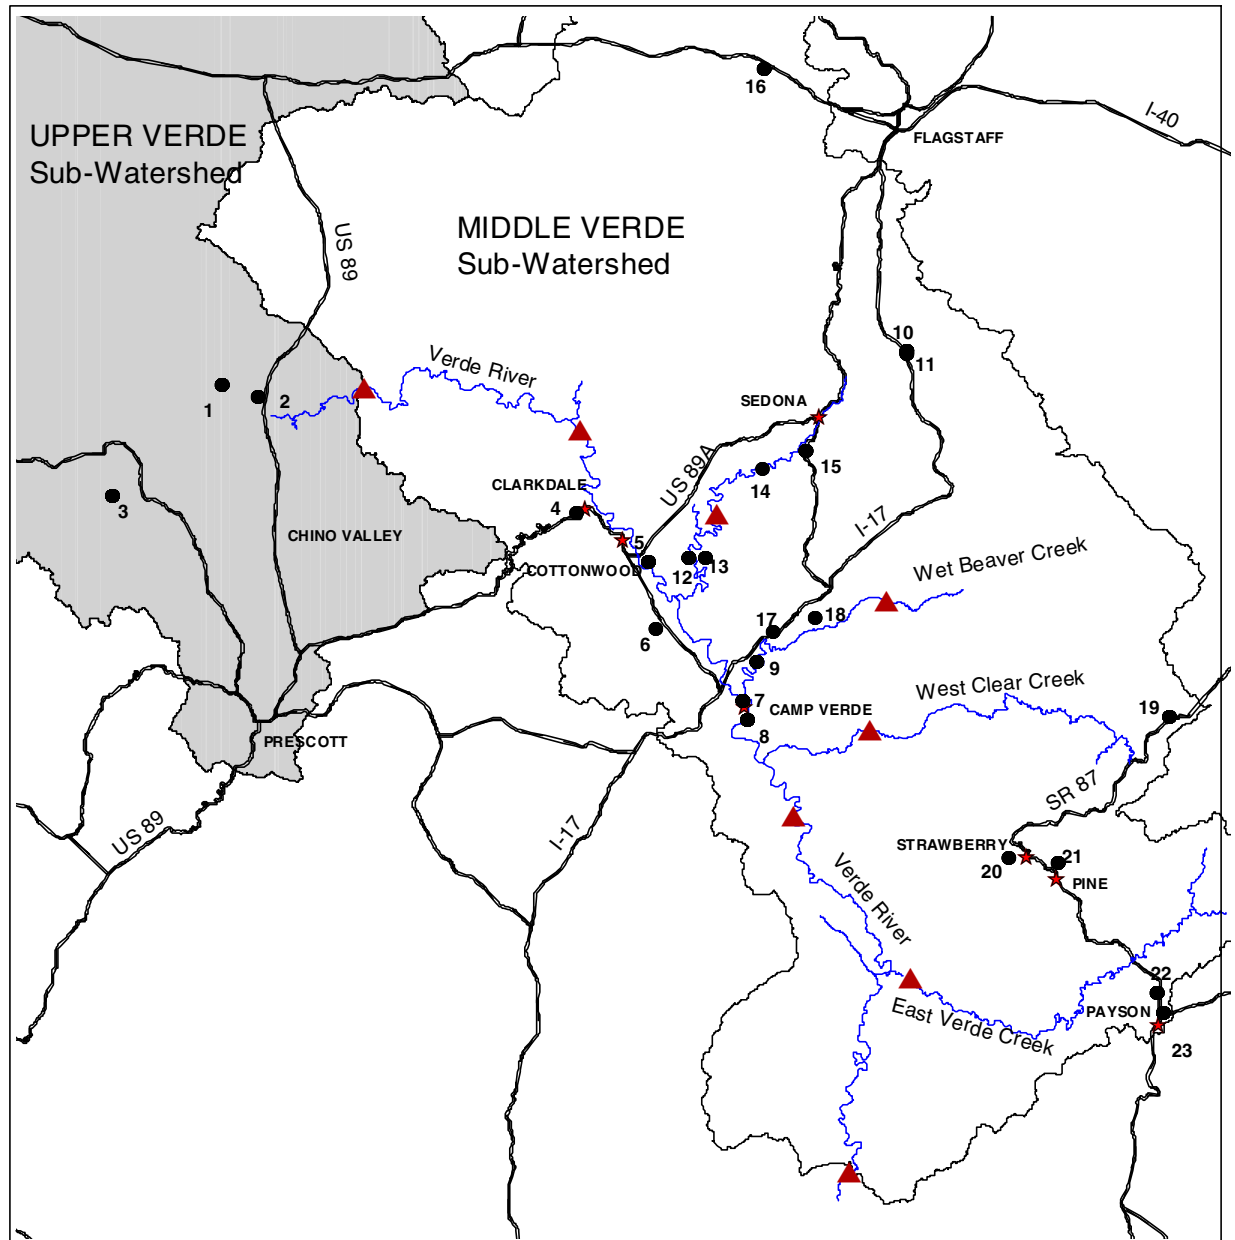 16
I-40
FLAGSTAFF
UPPER VERDE
Sub-Watershed
MIDDLE VERDE
Sub-Watershed
US 89
10
11
Verde River
1
2
SEDONA
15
US 89A
14
CLARKDALE
4
3
CHINO VALLEY
5
COTTONWOOD
12
13
I-17
Wet Beaver Creek
18
17
6
9
West Clear Creek
7
CAMP VERDE
8
19
PRESCOTT
SR 87
US 89
I-17
STRAWBERRY
20
21
PINE
Verde River
22
PAYSON
East Verde Creek
23